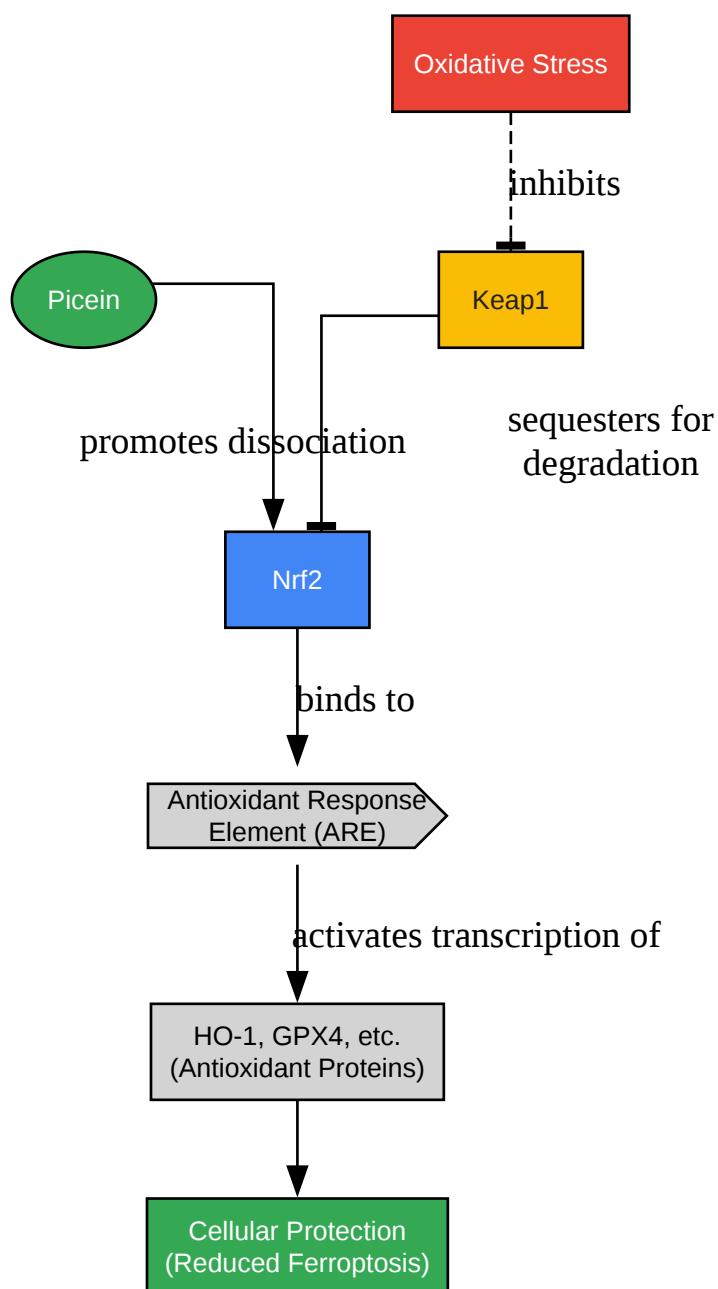 Oxidative Stress
inhibits
Picein
Keap1
promotes dissociation
sequesters for
degradation
Nrf2
binds to
Antioxidant Response
Element (ARE)
activates transcription of
HO-1, GPX4, etc.
(Antioxidant Proteins)
Cellular Protection
(Reduced Ferroptosis)